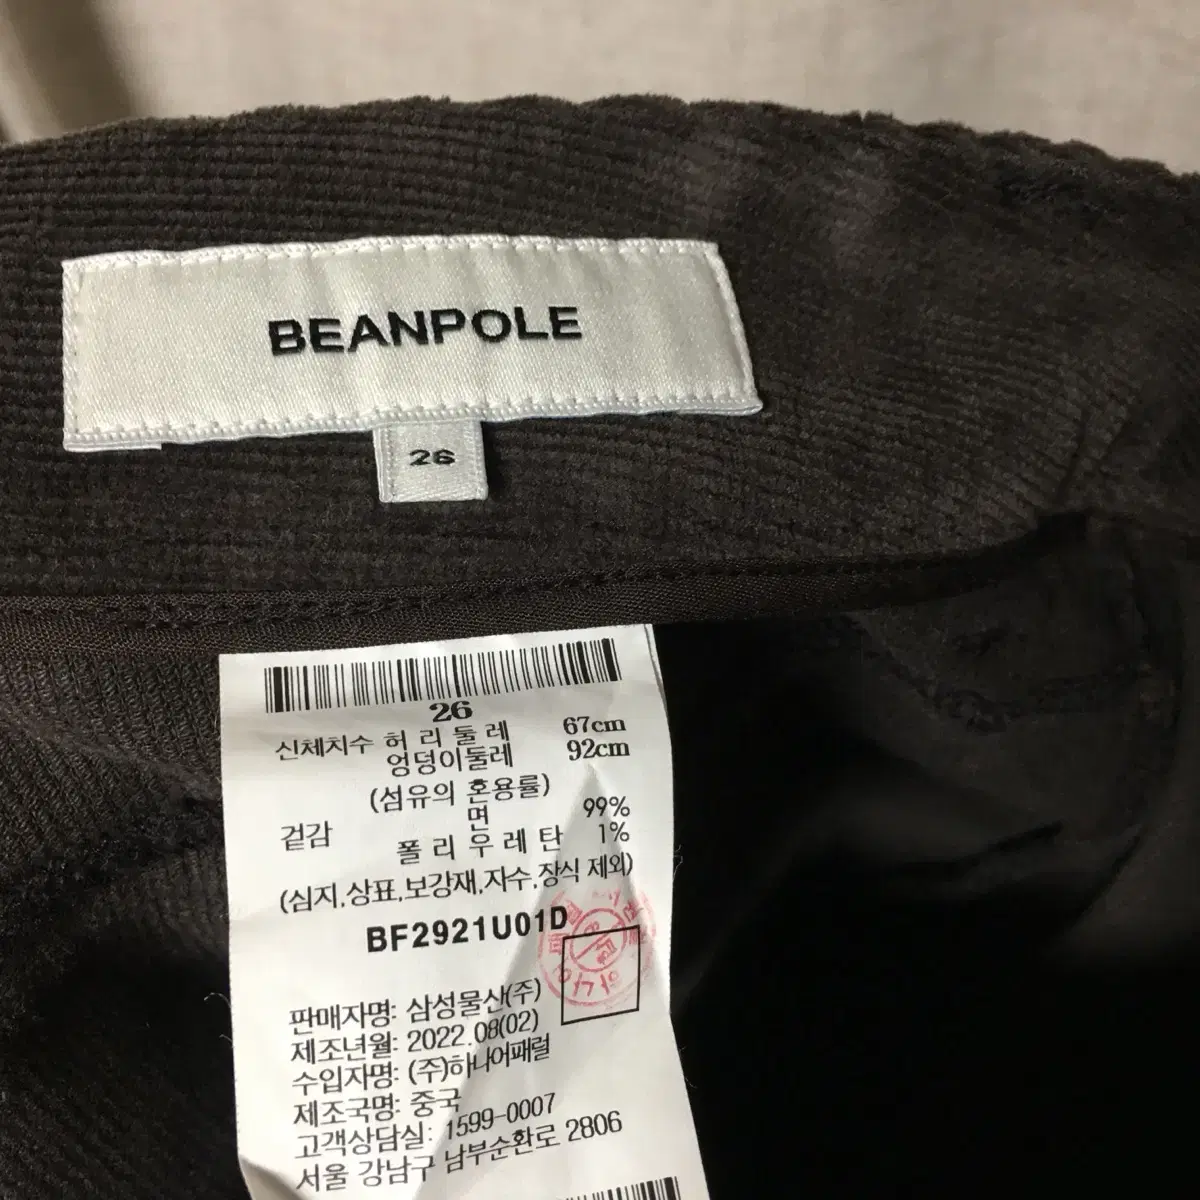 BEANPOLE
26
26
신체치수 허 리 둘 레 67cm
엉덩이둘레 92cm
(섬유의 혼용률)
겉감 면 99%
폴 리 우 레 탄 1%
(심지,상표,보강재,자수,장식 제외)
BF2921U01D
판매자명: 삼성물산(주)
제조년월: 2022.08(02)
수입자명: (주)하나어패럴
제조국명: 중국
고객상담실: 1599-0007
서울 강남구 남부순환로 2806